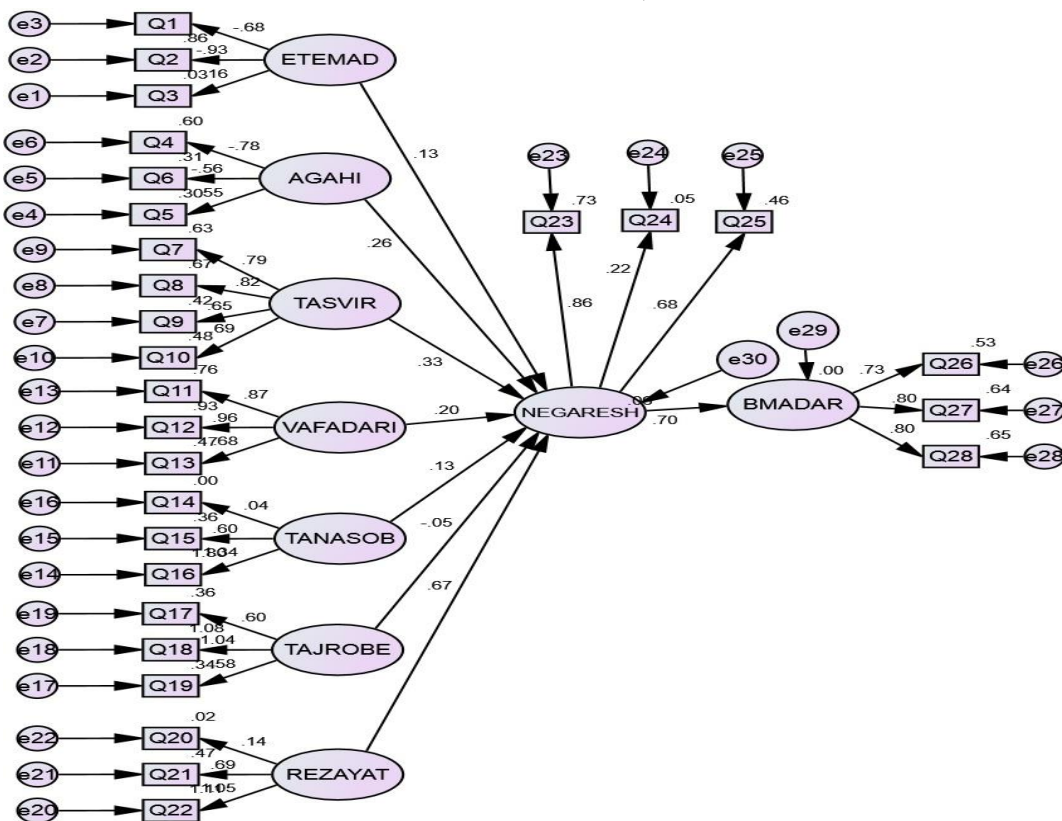 e3 Q1 -.68
.86
e2 Q2 -.93 ETEMAD
e1 Q3 .0316
.60
e6 Q4 -.78
.31
e5 Q6 -.56 AGAHI
e4 Q5 .3055
.63
e9 Q7 .79
.67
e8 Q8 .82 TASVIR
.42
e7 Q9 .65
.48 .69
e10 Q10
.76
e13 Q11 .87
.93
e12 Q12 .96 VAFADARI
e11 Q13 .4768
.00
e16 Q14 .04
.36
e15 Q15 .60 TANASOB
e14 Q16
.36
e19 Q17 .60
1.08
e18 Q18 1.04 TAJROBE
e17 Q19 .3458
.02
e22 Q20 .14
.47
e21 Q21 .69 REZAYAT
e20 Q22
.13
.26
.33
.20
.13
-.05
.67
e23 e24 e25
.73 .05 .46
Q23 Q24 Q25
.86 .22 .68
e30
NEGARESH
.70
e29
.00
BMADAR
.73 Q26 .53 e26
.80 Q27 .64 e27
.80 Q28 .65 e28